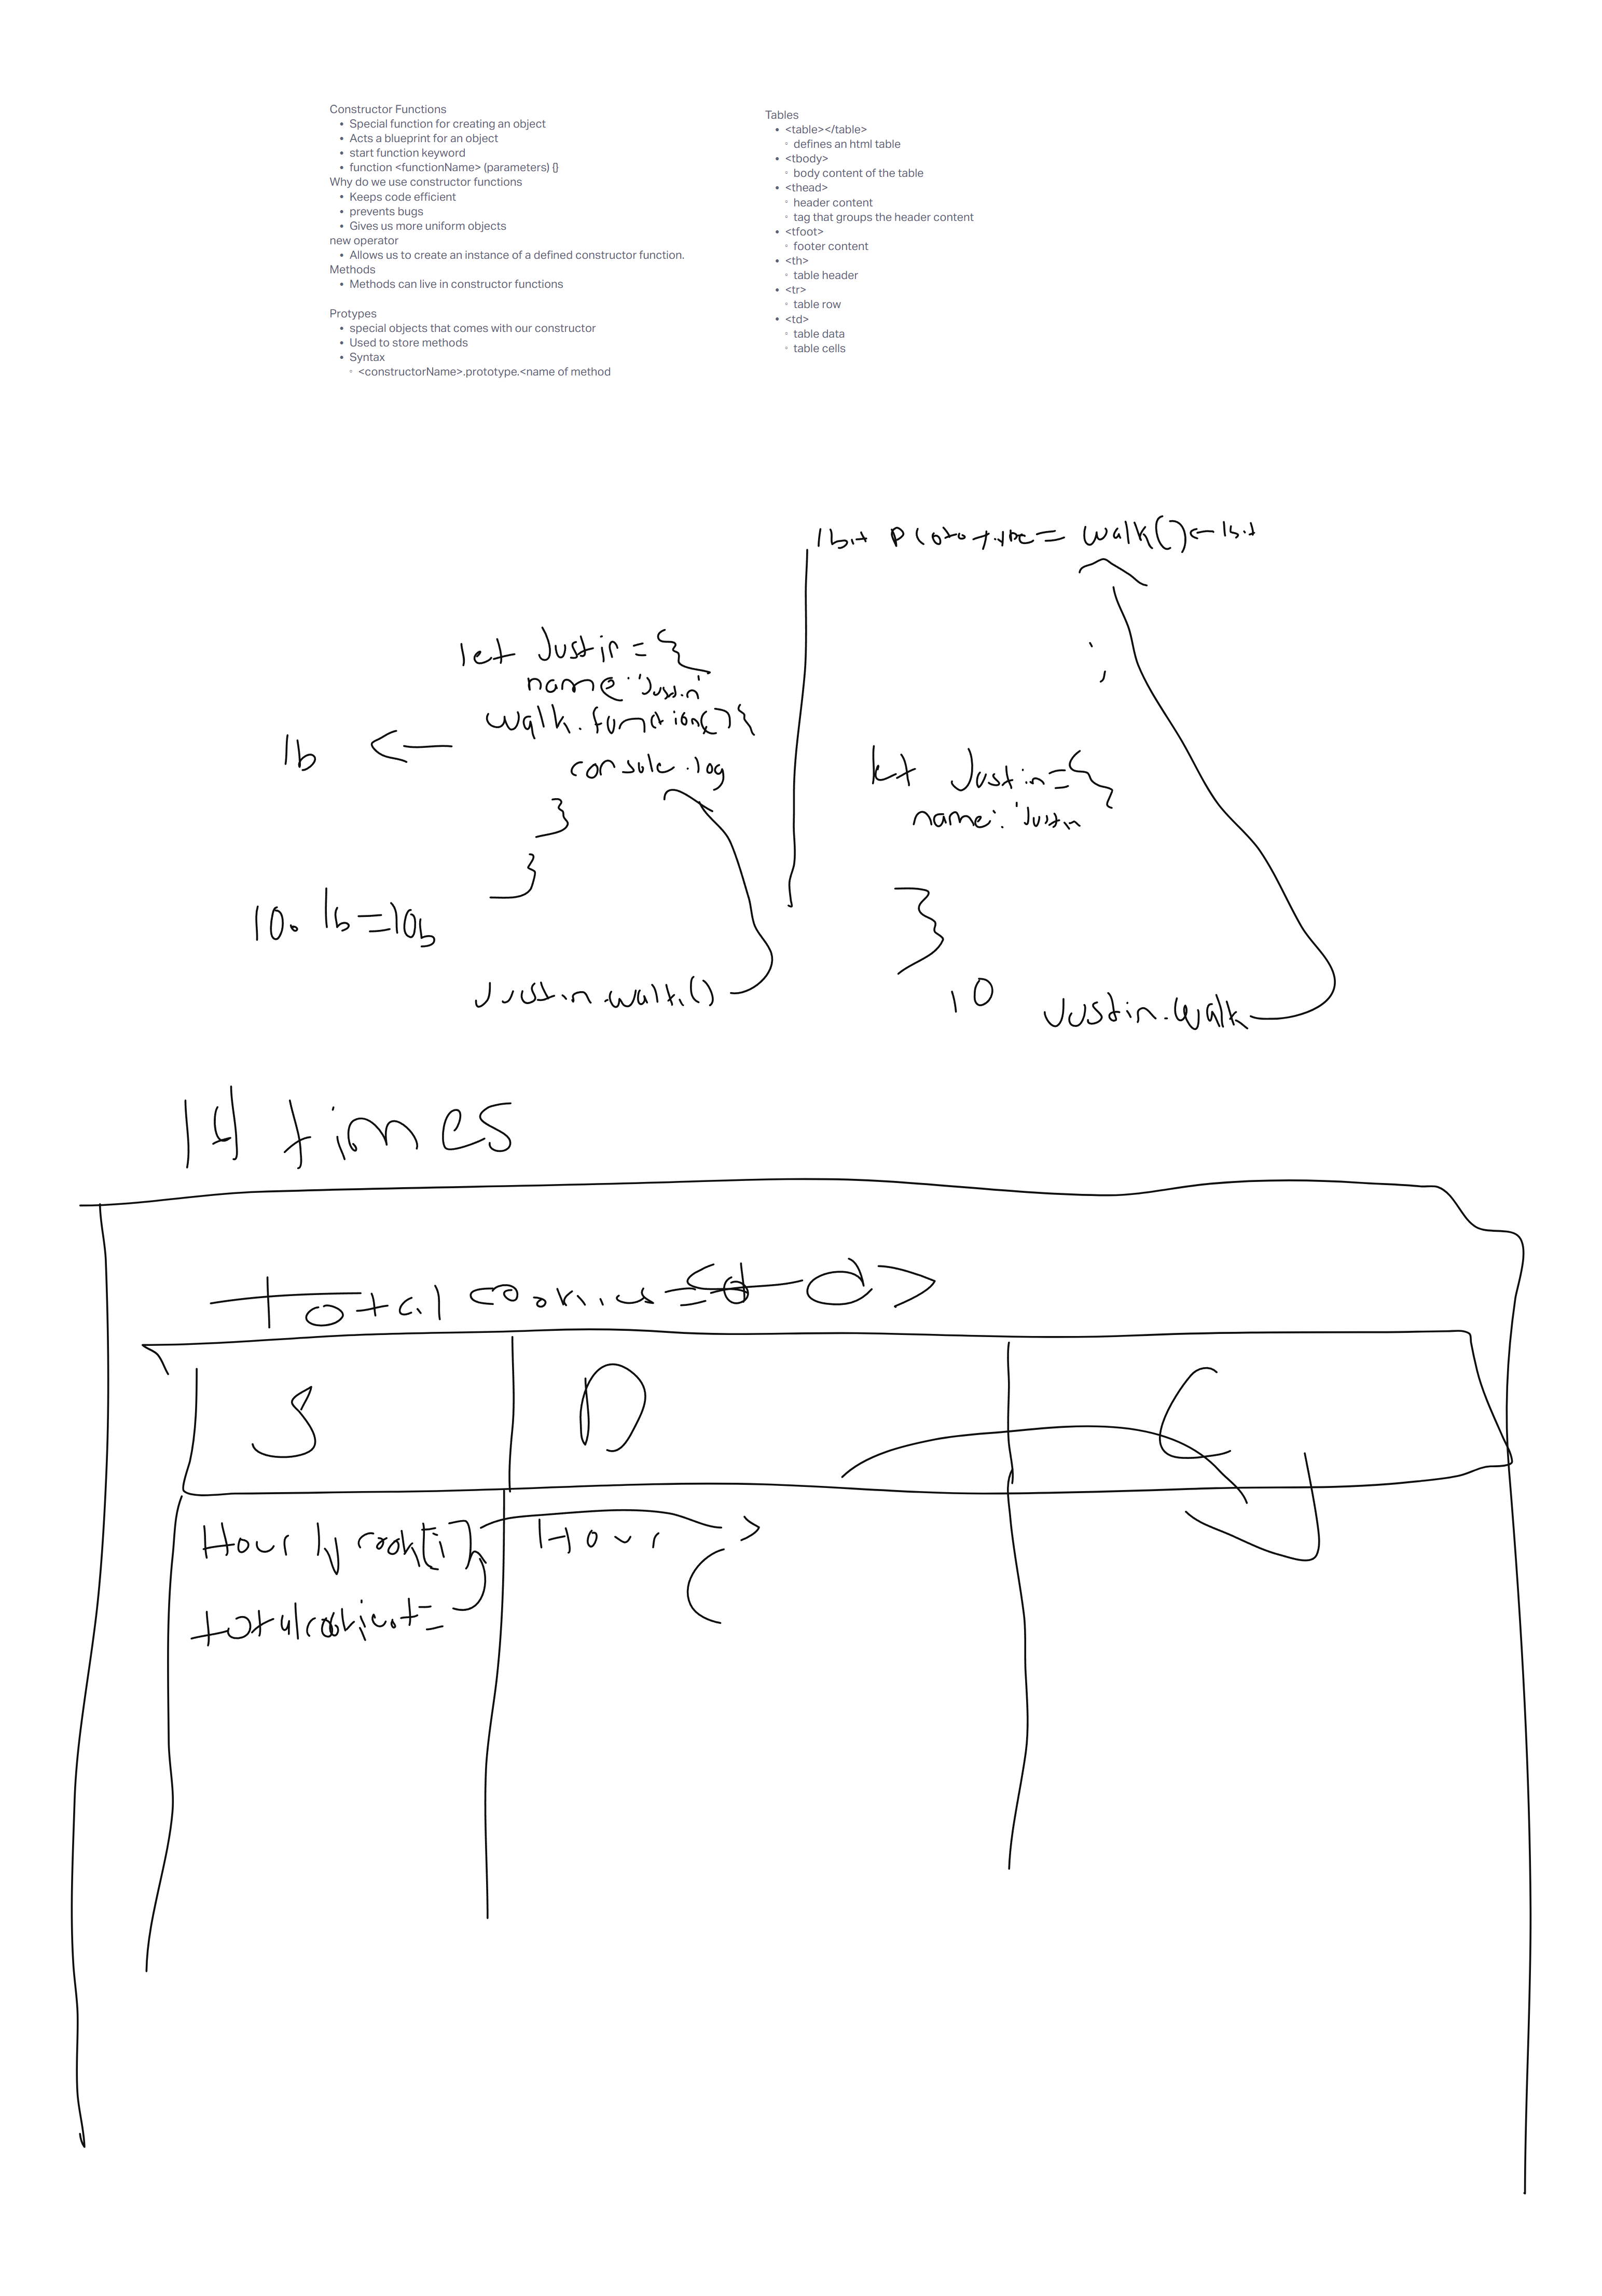 Constructor Functions
• Special function for creating an object
• Acts a blueprint for an object
• start function keyword
• function <functionName> (parameters) {}
Why do we use constructor functions
• Keeps code efficient
• prevents bugs
• Gives us more uniform objects
new operator
• Allows us to create an instance of a defined constructor function.
Methods
• Methods can live in constructor functions
Protypes
• special objects that comes with our constructor
• Used to store methods
• Syntax
◦ <constructorName>.prototype.<name of method
Tables
• <table></table>
◦ defines an html table
• <tbody>
◦ body content of the table
• <thead>
◦ header content
◦ tag that groups the header content
• <tfoot>
◦ footer content
• <th>
◦ table header
• <tr>
◦ table row
• <td>
◦ table data
◦ table cells
let Justin = {
name: "Justin"
walk.function(){
console.log
}
}
1b ←
10. 1b = 10b
Justin.walk.()
1bit Prototype = walk() ← 1bit
let Justin = {
name: "Justin
}
10 Justin.walk
14 times
total cookies =
S D C
Hourly cook[i] Hour
total